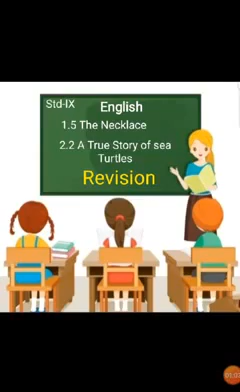 Std-IX
English
1.5 The Necklace
2.2 A True Story of sea
Turtles
Revision